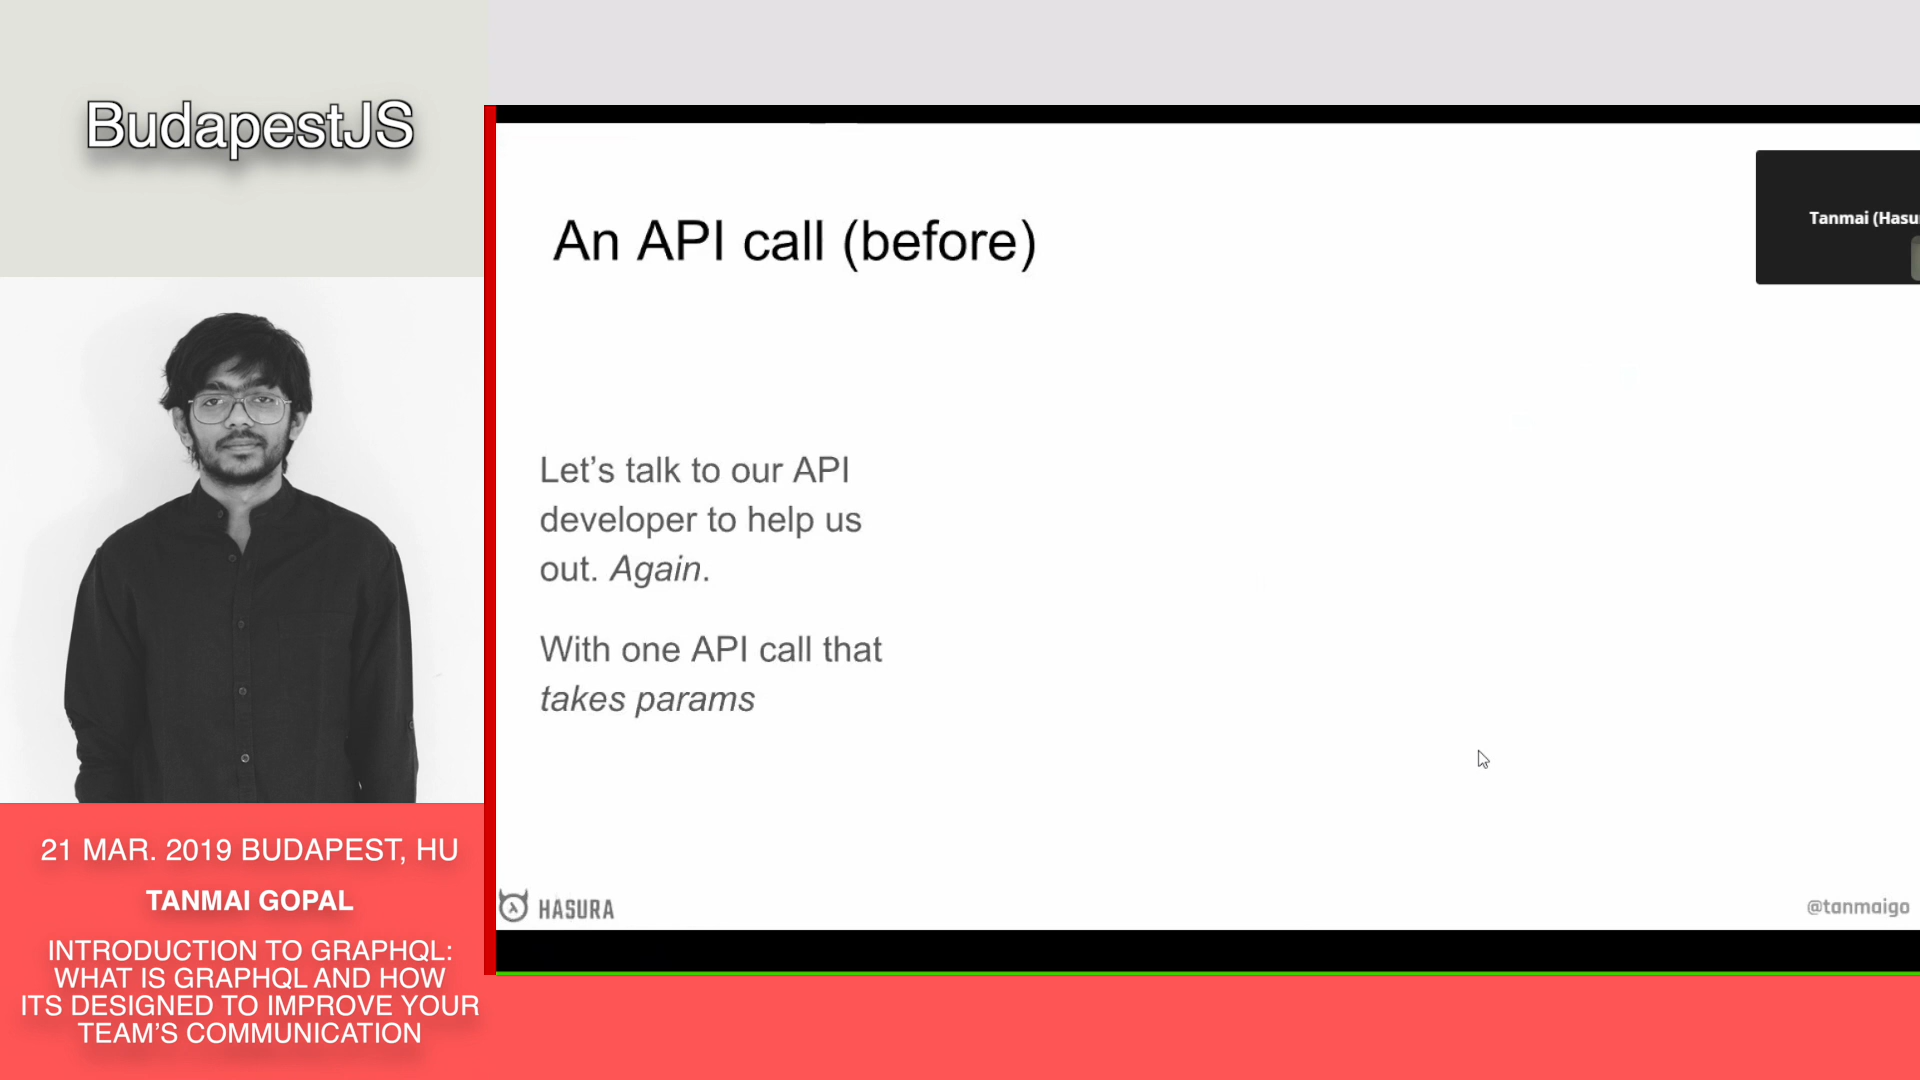 BudapestJS
21 MAR. 2019 BUDAPEST, HU
TANMAI GOPAL
INTRODUCTION TO GRAPHQL:
WHAT IS GRAPHQL AND HOW
ITS DESIGNED TO IMPROVE YOUR
TEAM'S COMMUNICATION
An API call (before)
Tanmai (Hasu
Let's talk to our API
developer to help us
out. Again.
With one API call that
takes params
HASURA
@tanmaigo